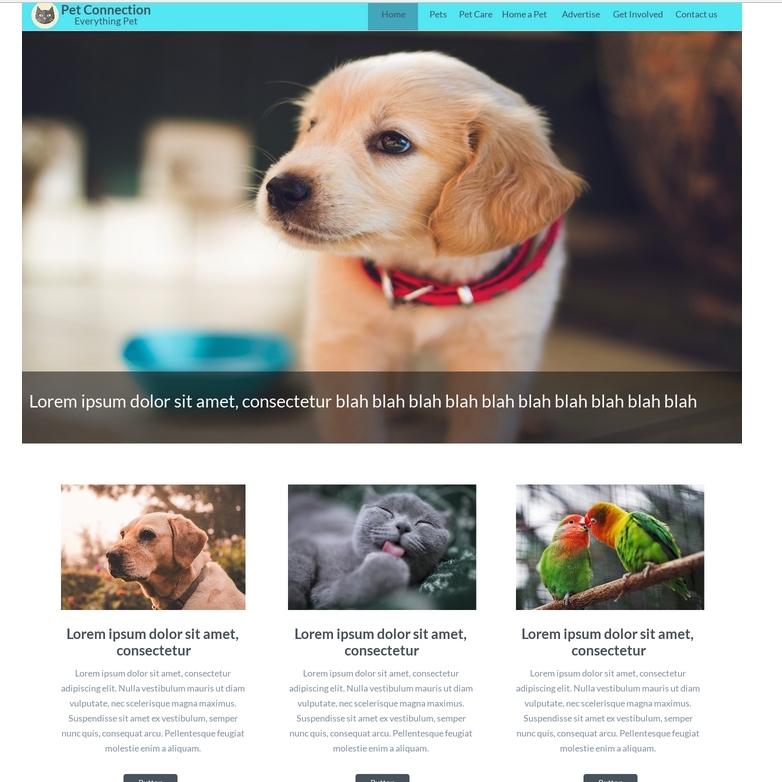 Pet Connection
Everything Pet
Home Pets Pet Care Home a Pet Advertise Get Involved Contact us
Lorem ipsum dolor sit amet, consectetur blah blah blah blah blah blah blah blah blah blah
Lorem ipsum dolor sit amet,
consectetur
Lorem ipsum dolor sit amet, consectetur
adipiscing elit. Nulla vestibulum mauris ut diam
vulputate, nec scelerisque magna maximus.
Suspendisse sit amet ex vestibulum, semper
nunc quis, consequat arcu. Pellentesque feugiat
molestie enim a aliquam.
Button
Lorem ipsum dolor sit amet,
consectetur
Lorem ipsum dolor sit amet, consectetur
adipiscing elit. Nulla vestibulum mauris ut diam
vulputate, nec scelerisque magna maximus.
Suspendisse sit amet ex vestibulum, semper
nunc quis, consequat arcu. Pellentesque feugiat
molestie enim a aliquam.
Button
Lorem ipsum dolor sit amet,
consectetur
Lorem ipsum dolor sit amet, consectetur
adipiscing elit. Nulla vestibulum mauris ut diam
vulputate, nec scelerisque magna maximus.
Suspendisse sit amet ex vestibulum, semper
nunc quis, consequat arcu. Pellentesque feugiat
molestie enim a aliquam.
Button